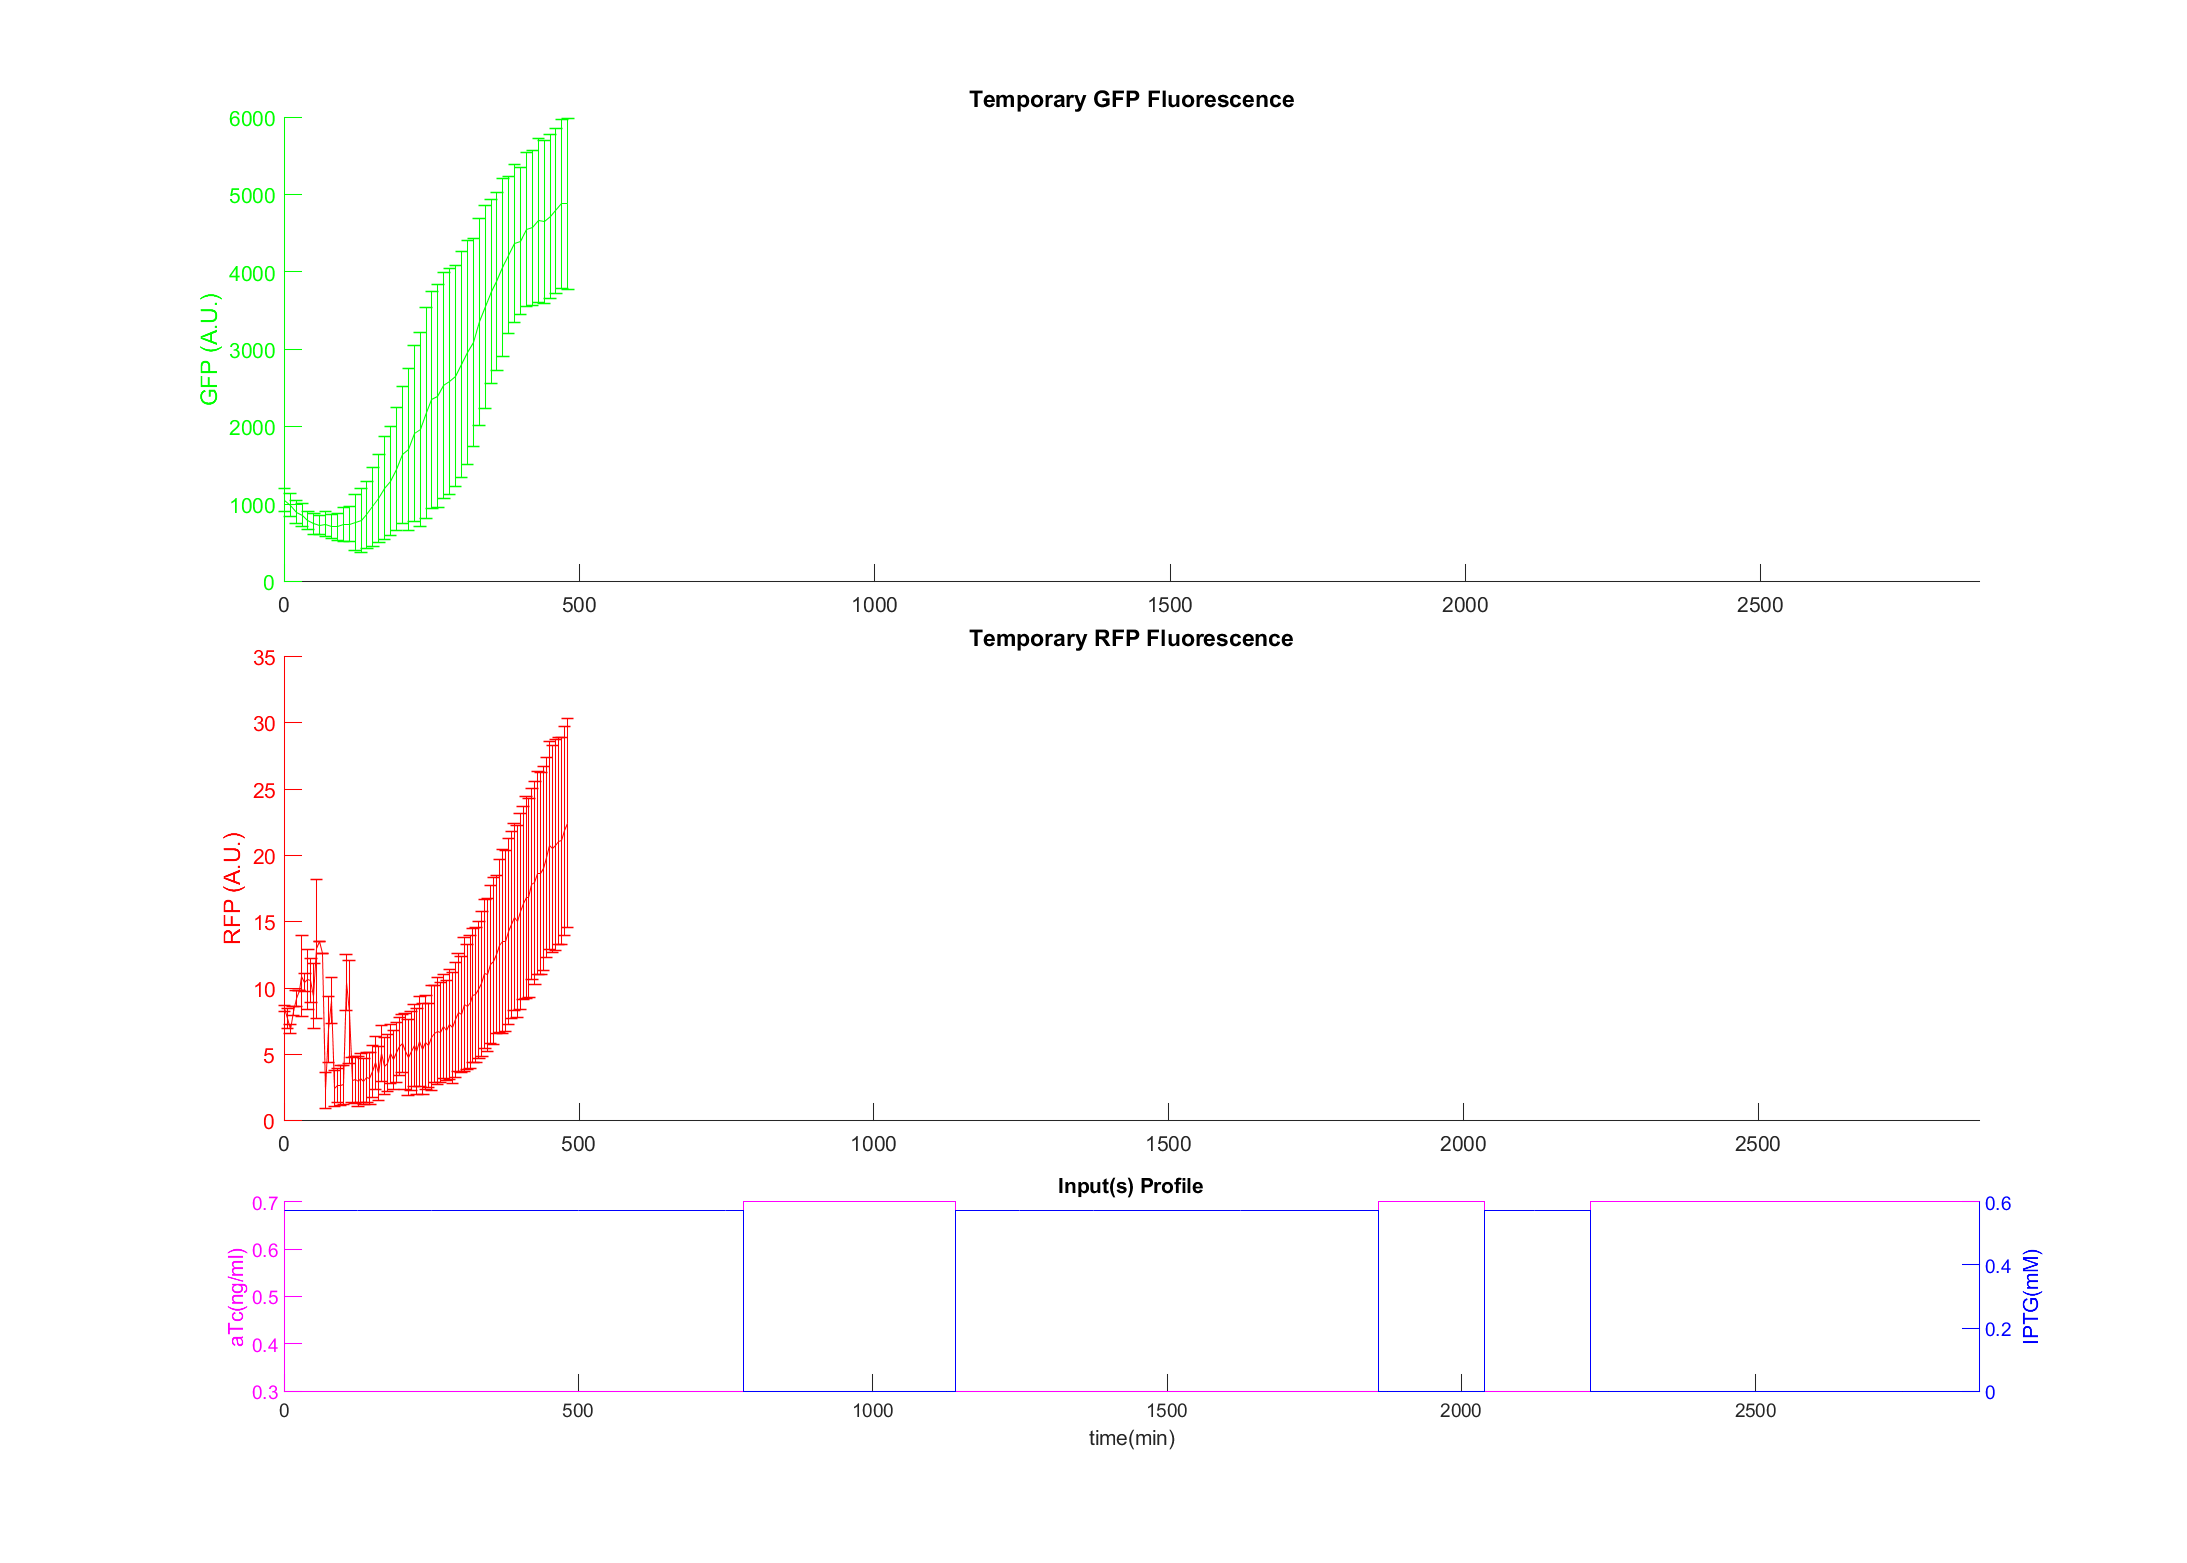 Temporary GFP Fluorescence
6000
5000
4000
3000
2000
1000
0
GFP (A.U.)
0 500 1000 1500 2000 2500
Temporary RFP Fluorescence
35
30
25
20
15
10
5
0
RFP (A.U.)
0 500 1000 1500 2000 2500
Input(s) Profile
0.7
0.6
0.5
0.4
0.3
aTc(ng/ml)
0.6
0.4
0.2
0
IPTG(mM)
0 500 1000 1500 2000 2500
time(min)